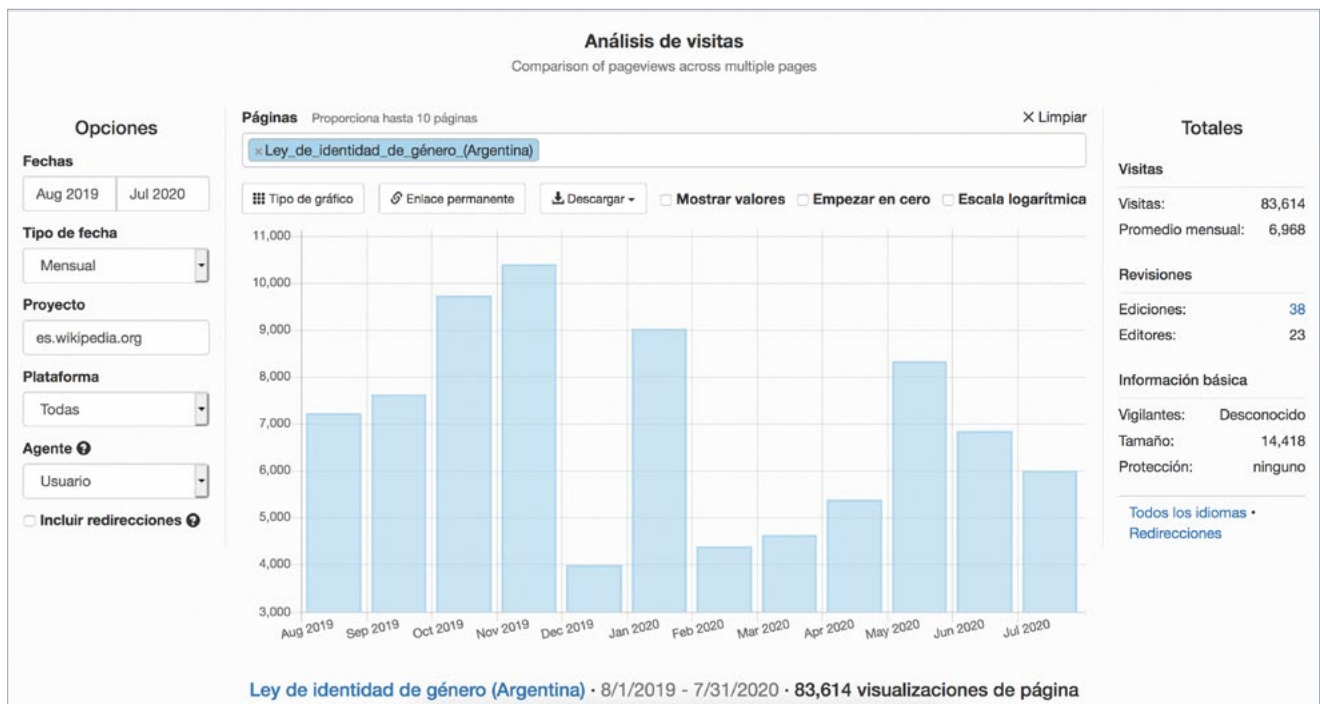 Análisis de visitas
Comparison of pageviews across multiple pages
Opciones
Fechas
Aug 2019 Jul 2020
Tipo de fecha
Mensual
Proyecto
es.wikipedia.org
Plataforma
Todas
Agente
Usuario
Incluir redirecciones
Páginas Proporciona hasta 10 páginas × Limpiar
× Ley_de_identidad_de_género_(Argentina)
Tipo de gráfico Enlace permanente Descargar Mostrar valores Empezar en cero Escala logarítmica
11,000
10,000
9,000
8,000
7,000
6,000
5,000
4,000
3,000
Aug 2019 Sep 2019 Oct 2019 Nov 2019 Dec 2019 Jan 2020 Feb 2020 Mar 2020 Apr 2020 May 2020 Jun 2020 Jul 2020
Totales
Visitas
Visitas: 83,614
Promedio mensual: 6,968
Revisiones
Ediciones: 38
Editores: 23
Información básica
Vigilantes: Desconocido
Tamaño: 14,418
Protección: ninguno
Todos los idiomas •
Redirecciones
Ley de identidad de género (Argentina) · 8/1/2019 - 7/31/2020 · 83,614 visualizaciones de página